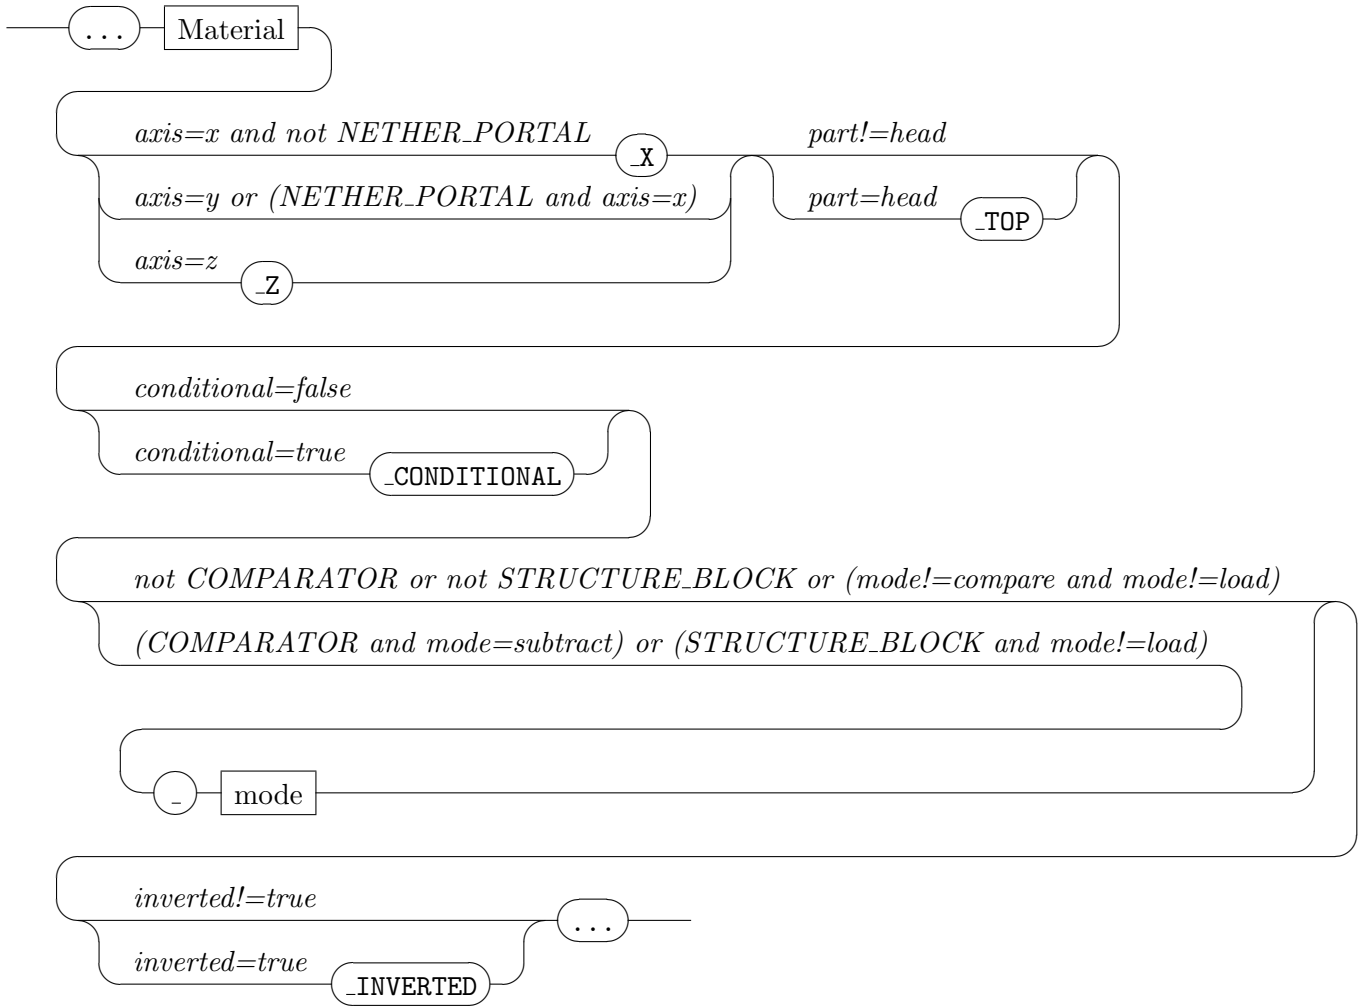 ... Material
axis=x and not NETHER_PORTAL _X part!=head
axis=y or (NETHER_PORTAL and axis=x) part=head _TOP
axis=z _Z
conditional=false
conditional=true _CONDITIONAL
not COMPARATOR or not STRUCTURE_BLOCK or (mode!=compare and mode!=load)
(COMPARATOR and mode=subtract) or (STRUCTURE_BLOCK and mode!=load)
_ mode
inverted!=true ...
inverted=true _INVERTED